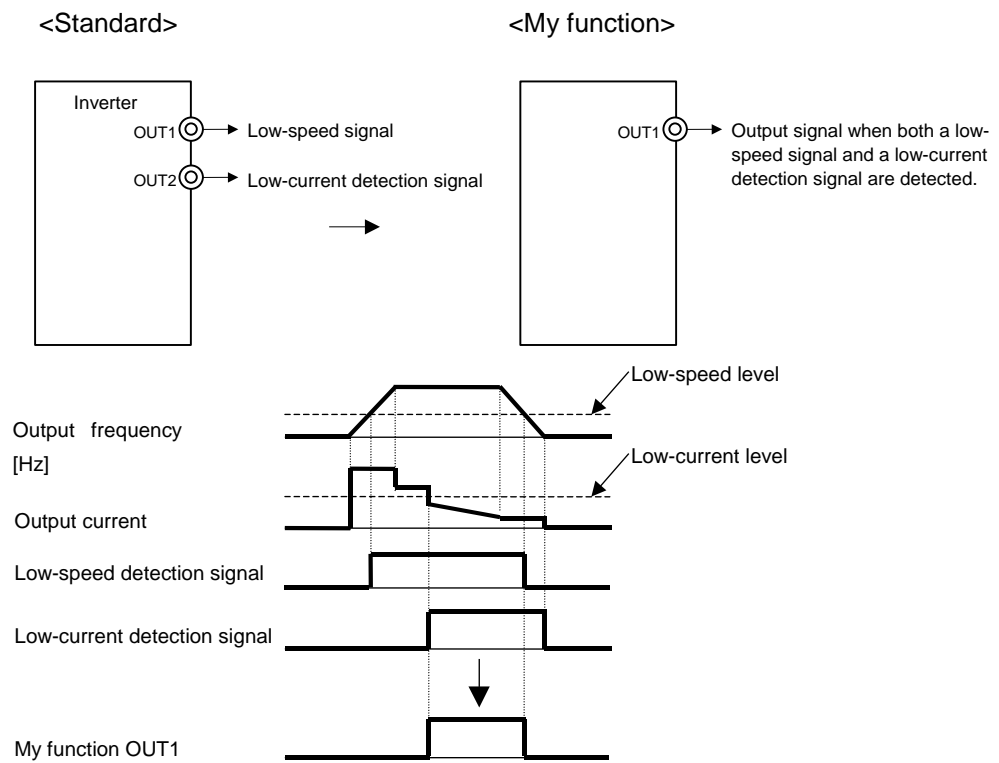 <Standard>
<My function>
Inverter
OUT1
Low-speed signal
OUT2
Low-current detection signal
OUT1
Output signal when both a low-
speed signal and a low-current
detection signal are detected.
Low-speed level
Output frequency
[Hz]
Low-current level
Output current
Low-speed detection signal
Low-current detection signal
My function OUT1